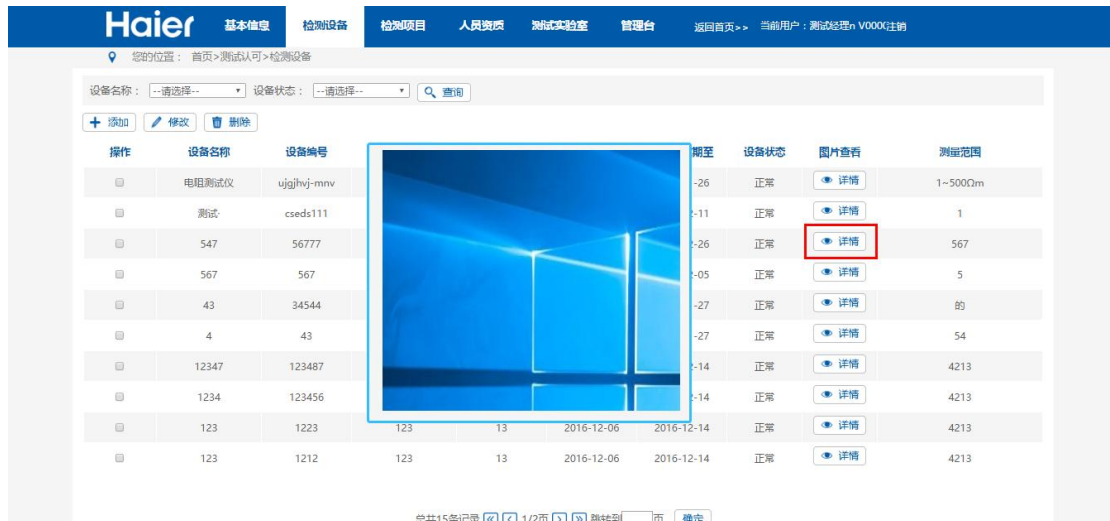 Haier 基本信息 检测设备 检测项目 人员资质 测试实验室 管理台 返回首页>> 当前用户：测试经理n V000(注销
您的位置： 首页>测试认可>检测设备
设备名称： --请选择-- 设备状态： --请选择-- 查询
添加 修改 删除
操作 设备名称 设备编号 期至 设备状态 图片查看 测量范围
电阻测试仪 ujgjhvj-mnv -26 正常 详情 1~500Ωm
测试· cseds111 -11 正常 详情 1
547 56777 -26 正常 详情 567
567 567 -05 正常 详情 5
43 34544 -27 正常 详情 的
4 43 -27 正常 详情 54
12347 123487 -14 正常 详情 4213
1234 123456 -14 正常 详情 4213
123 1223 123 13 2016-12-06 2016-12-14 正常 详情 4213
123 1212 123 13 2016-12-06 2016-12-14 正常 详情 4213
总共15条记录 1/2页 跳转到 页 确定